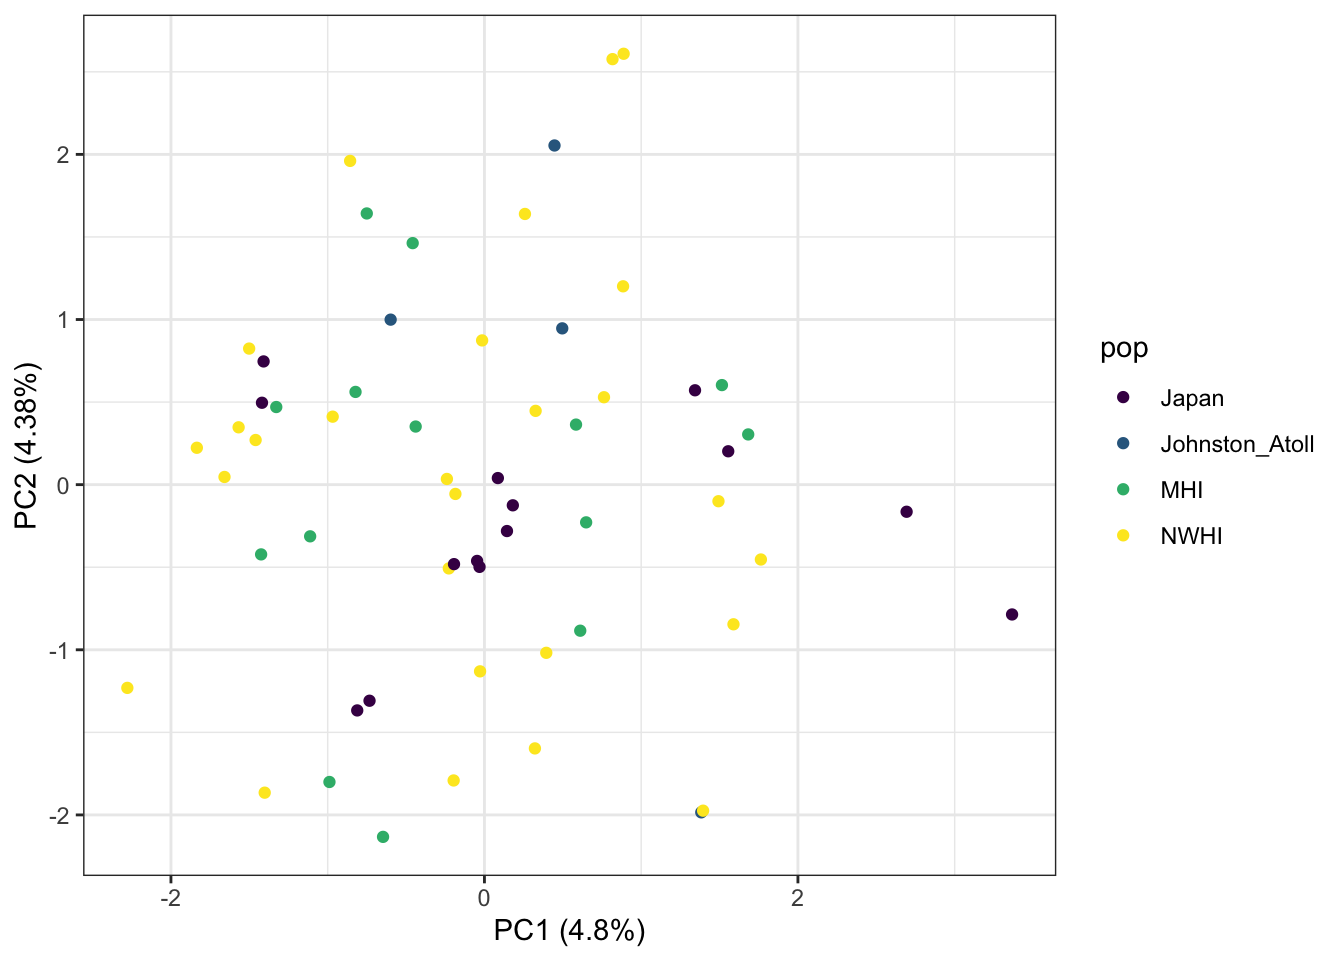 2
1
0
-1
-2
PC2 (4.38%)
-2
0
2
PC1 (4.8%)
pop
Japan
Johnston_Atoll
MHI
NWHI